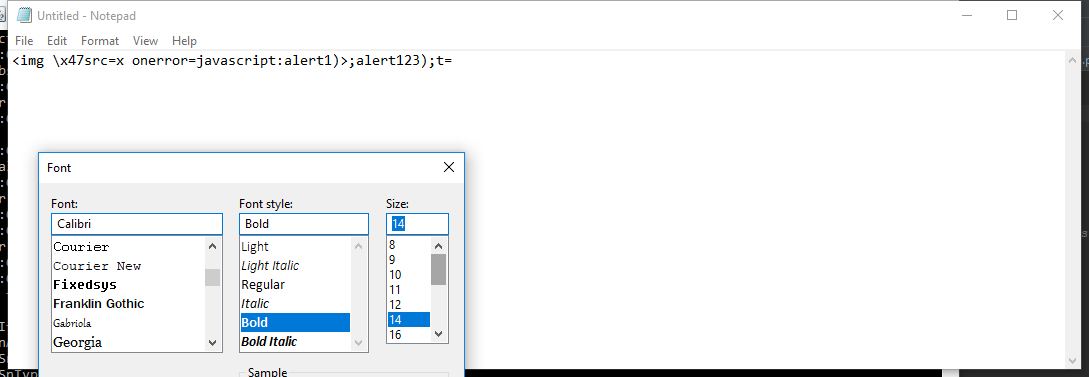 Untitled - Notepad
File Edit Format View Help
<img \x47src=x onerror=javascript:alert1)>;alert123);t=
Font
Font: Font style: Size:
Calibri Bold 14
Courier Light 8
Courier New Light Italic 9
Fixedsys Regular 10
Franklin Gothic Italic 11
Gabriola Bold 12
Georgia Bold Italic 14
16
Sample